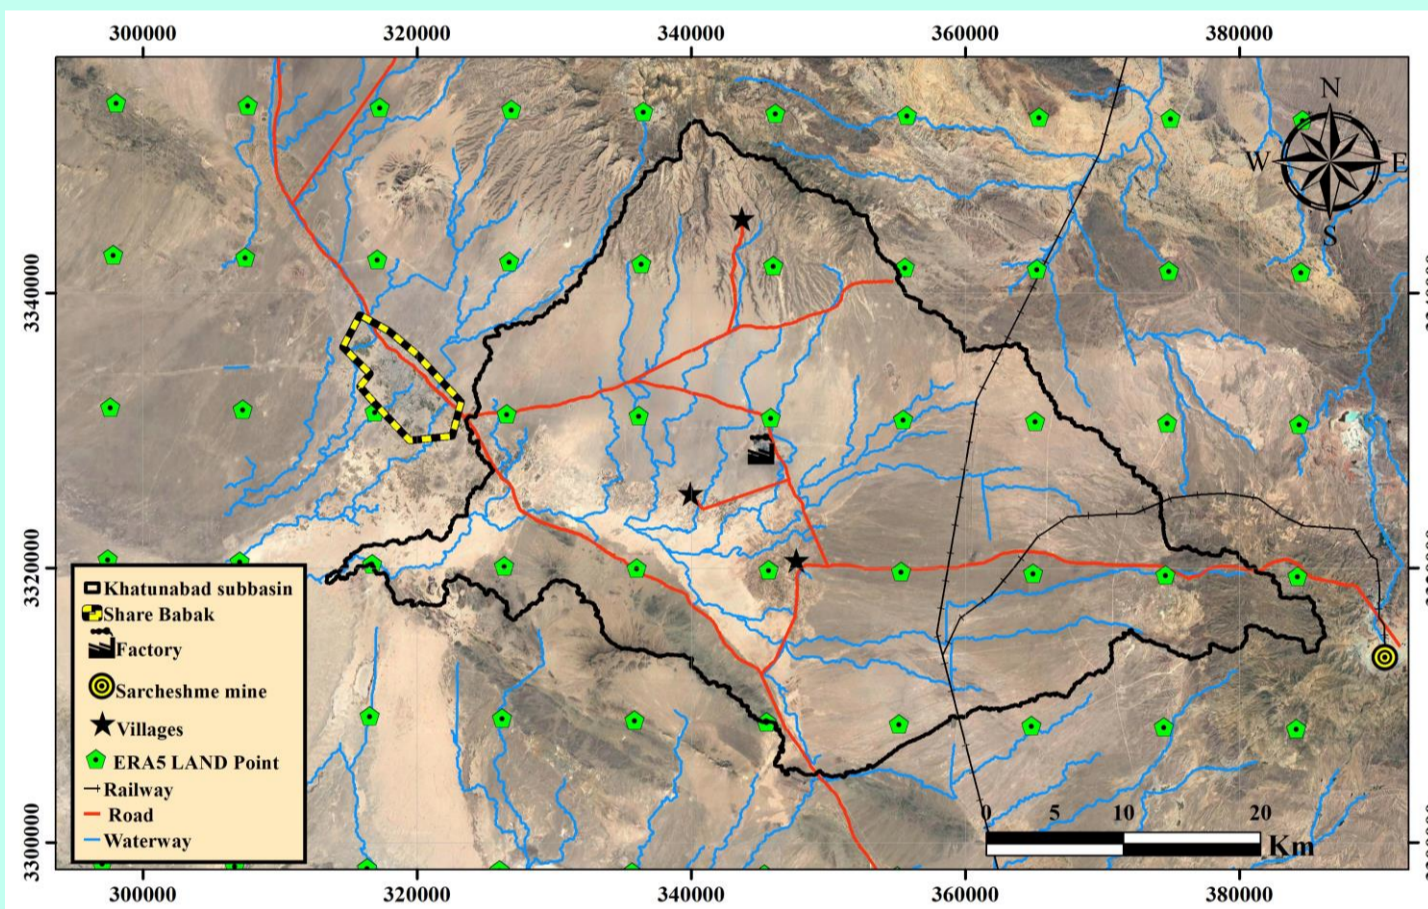 300000 320000 340000 360000 380000
N
W E
S
3340000
3320000
3300000
Khatunabad subbasin
Share Babak
Factory
Sarcheshme mine
Villages
ERA5 LAND Point
Railway
Road
Waterway
0 5 10 20
Km
300000 320000 340000 360000 380000